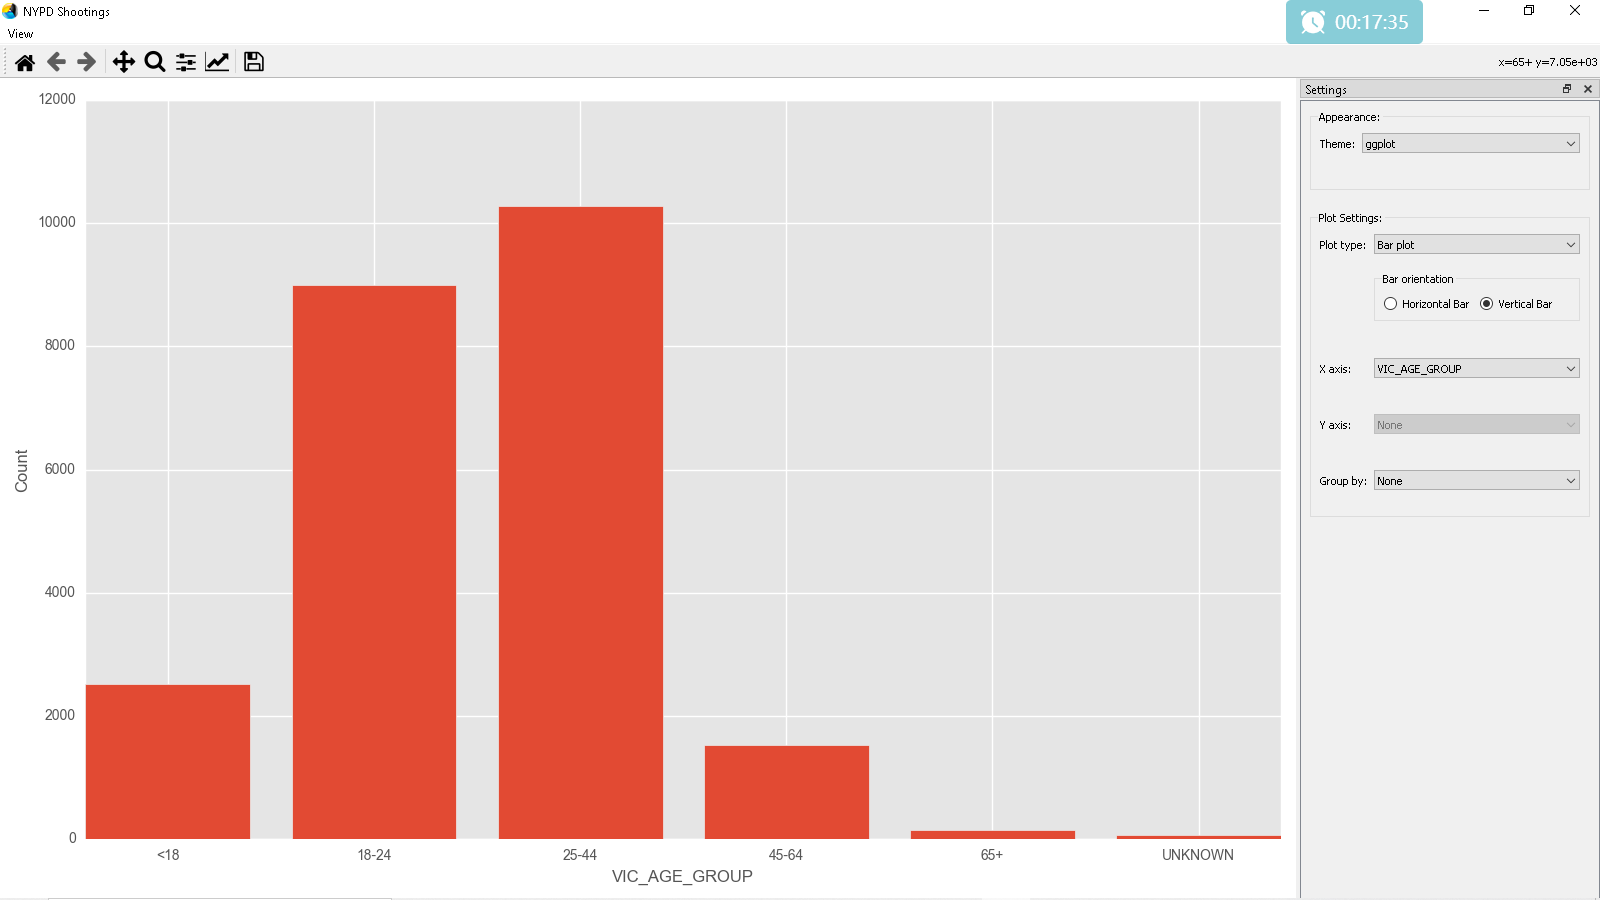 NYPD Shootings
00:17:35
View
x=65+ y=7.05e+03
Settings
Appearance:
Theme: ggplot
Plot Settings:
Plot type: Bar plot
Bar orientation
Horizontal Bar Vertical Bar
X axis: VIC_AGE_GROUP
Y axis: None
Group by: None
12000
10000
8000
6000
4000
2000
0
Count
<18 18-24 25-44 45-64 65+ UNKNOWN
VIC_AGE_GROUP